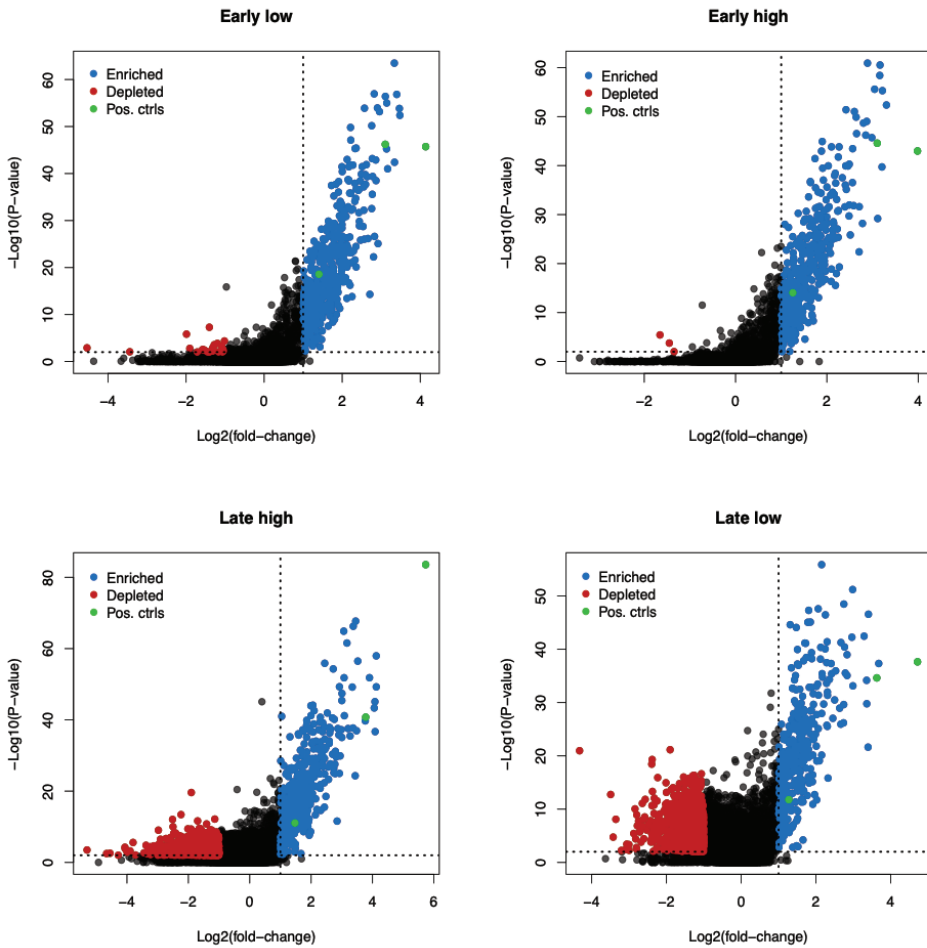 Early low
Enriched
Depleted
Pos. ctrls
−Log10(P−value)
0 10 20 30 40 50 60
−4 −2 0 2 4
Log2(fold−change)
Early high
Enriched
Depleted
Pos. ctrls
−Log10(P−value)
0 10 20 30 40 50 60
−2 0 2 4
Log2(fold−change)
Late high
Enriched
Depleted
Pos. ctrls
−Log10(P−value)
0 20 40 60 80
−4 −2 0 2 4 6
Log2(fold−change)
Late low
Enriched
Depleted
Pos. ctrls
−Log10(P−value)
0 10 20 30 40 50
−4 −2 0 2 4
Log2(fold−change)